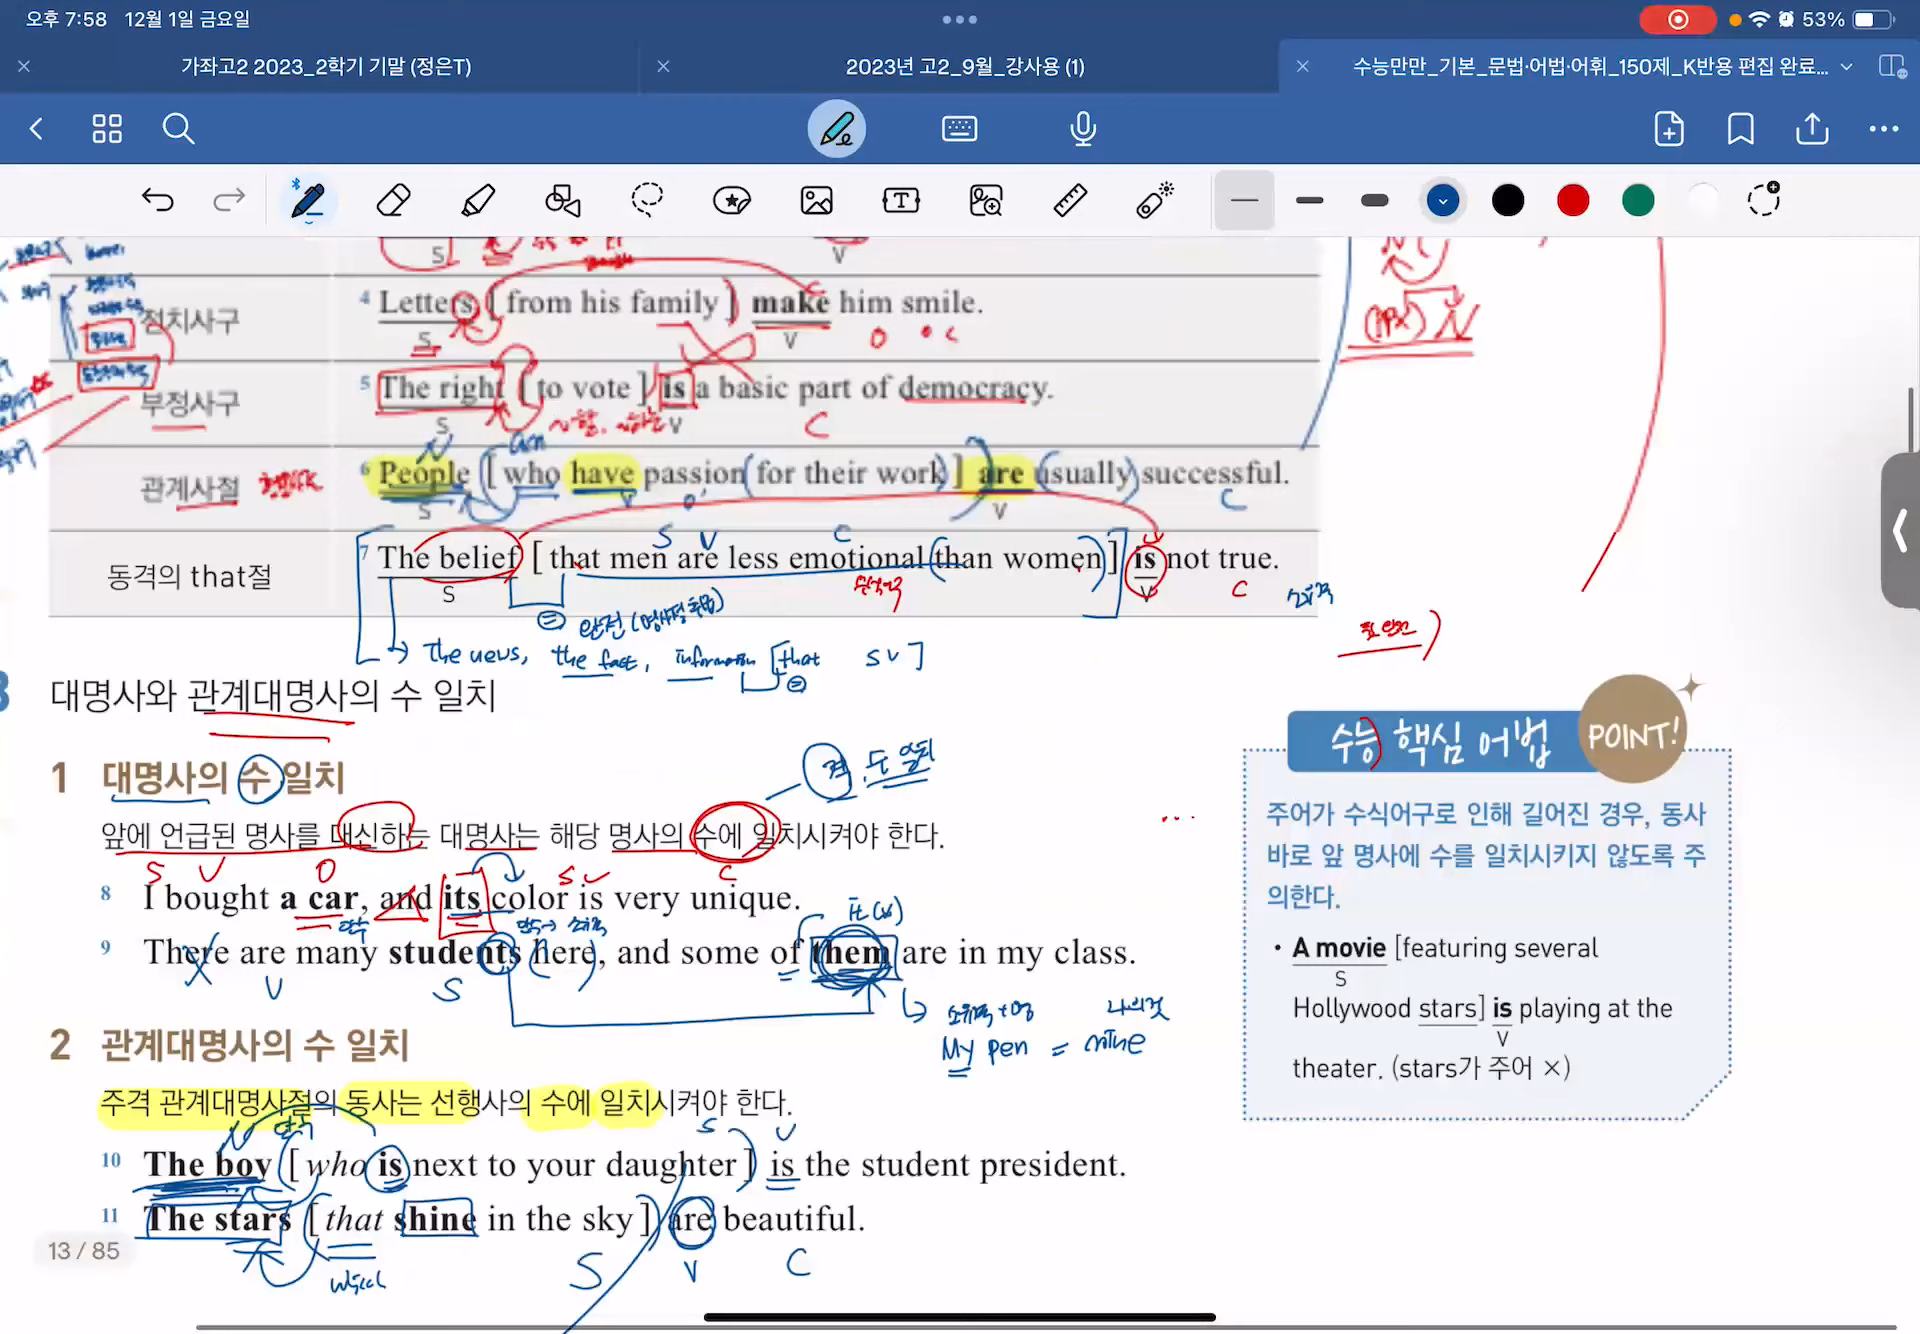 오후 7:58 12월 1일 금요일
53%
가좌고2 2023_2학기 기말 (정은T)
2023년 고2_9월_강사용 (1)
수능만만_기본_문법·어법·어휘_150제_K반용 편집 완료...
S V
전치사구 4 Letters [from his family] make him smile.
S V O C
부정사구 5 The right [to vote] is a basic part of democracy.
S V C
관계사절 6 People [who have passion (for their work)] are (usually) successful.
S V O' V C
S V C
동격의 that절 7 The belief [that men are less emotional (than women)] is not true.
S V C
The news, the fact, information [that S V]
대명사와 관계대명사의 수 일치
1 대명사의 수 일치
앞에 언급된 명사를 대신하는 대명사는 해당 명사의 수에 일치시켜야 한다.
S V O S V C
8 I bought a car, and its color is very unique.
it (x)
9 There are many students here, and some of them are in my class.
V S
소유격+명 나의것
My pen = mine
2 관계대명사의 수 일치
주격 관계대명사절의 동사는 선행사의 수에 일치시켜야 한다.
S V
10 The boy [who is next to your daughter] is the student president.
11 The stars [that shine in the sky] are beautiful.
which S V C
13 / 85
수능 핵심 어법 POINT!
주어가 수식어구로 인해 길어진 경우, 동사
바로 앞 명사에 수를 일치시키지 않도록 주
의한다.
• A movie [featuring several
S
Hollywood stars] is playing at the
V
theater. (stars가 주어 ×)